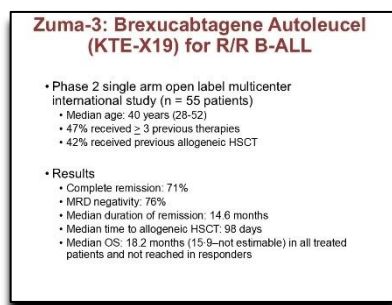 Zuma-3: Brexucabtagene Autoleucel
(KTE-X19) for R/R B-ALL
• Phase 2 single arm open label multicenter
international study (n = 55 patients)
• Median age: 40 years (28-52)
• 47% received ≥ 3 previous therapies
• 42% received previous allogeneic HSCT
• Results
• Complete remission: 71%
• MRD negativity: 76%
• Median duration of remission: 14.6 months
• Median time to allogeneic HSCT: 98 days
• Median OS: 18.2 months (15·9–not estimable) in all treated
patients and not reached in responders